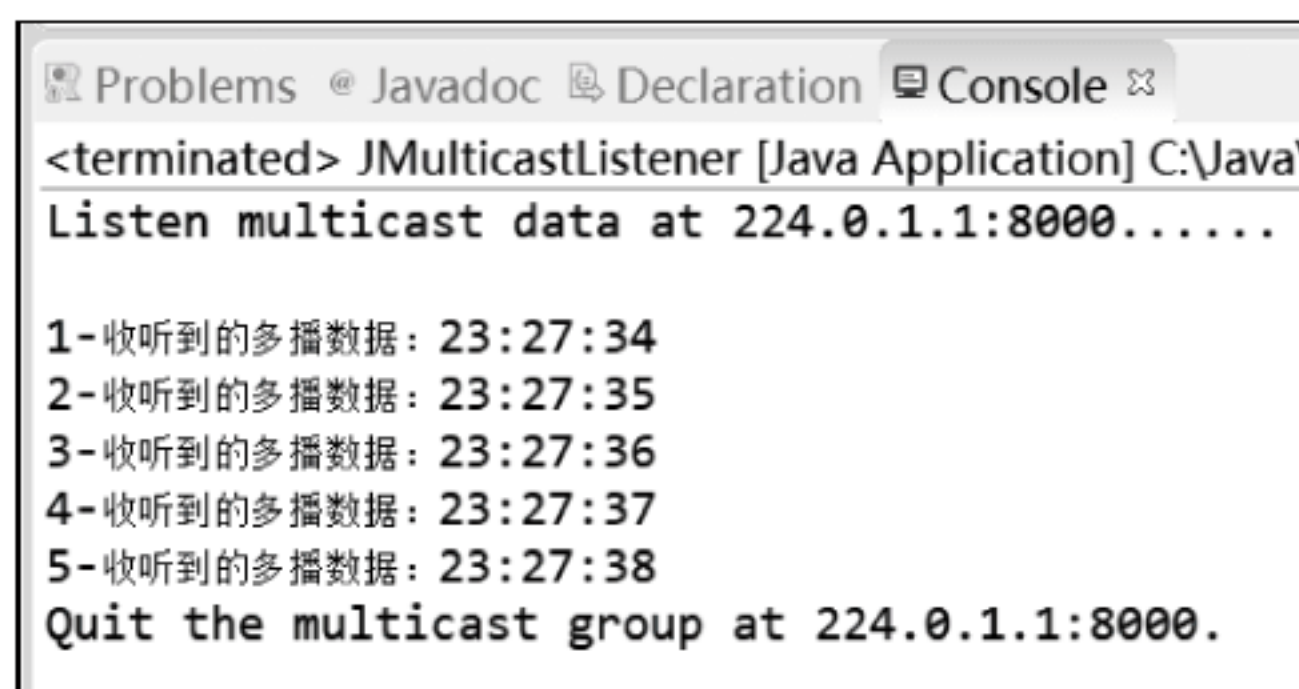 Problems @ Javadoc Declaration Console
<terminated> JMulticastListener [Java Application] C:\Java\
Listen multicast data at 224.0.1.1:8000......
1-收听到的多播数据：23:27:34
2-收听到的多播数据：23:27:35
3-收听到的多播数据：23:27:36
4-收听到的多播数据：23:27:37
5-收听到的多播数据：23:27:38
Quit the multicast group at 224.0.1.1:8000.